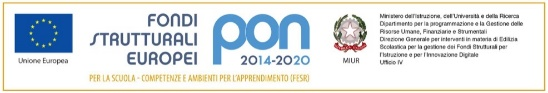 Unione Europea
FONDI
STRUTTURALI
EUROPEI
pon
2014-2020
PER LA SCUOLA - COMPETENZE E AMBIENTI PER L'APPRENDIMENTO (FESR)
MIUR
Ministero dell'Istruzione, dell'Università e della Ricerca
Dipartimento per la programmazione e la Gestione delle
Risorse Umane, Finanziarie e Strumentali
Direzione Generale per interventi in materia di Edilizia
Scolastica per la gestione dei Fondi Strutturali per
l'Istruzione e per l'Innovazione Digitale
Ufficio IV